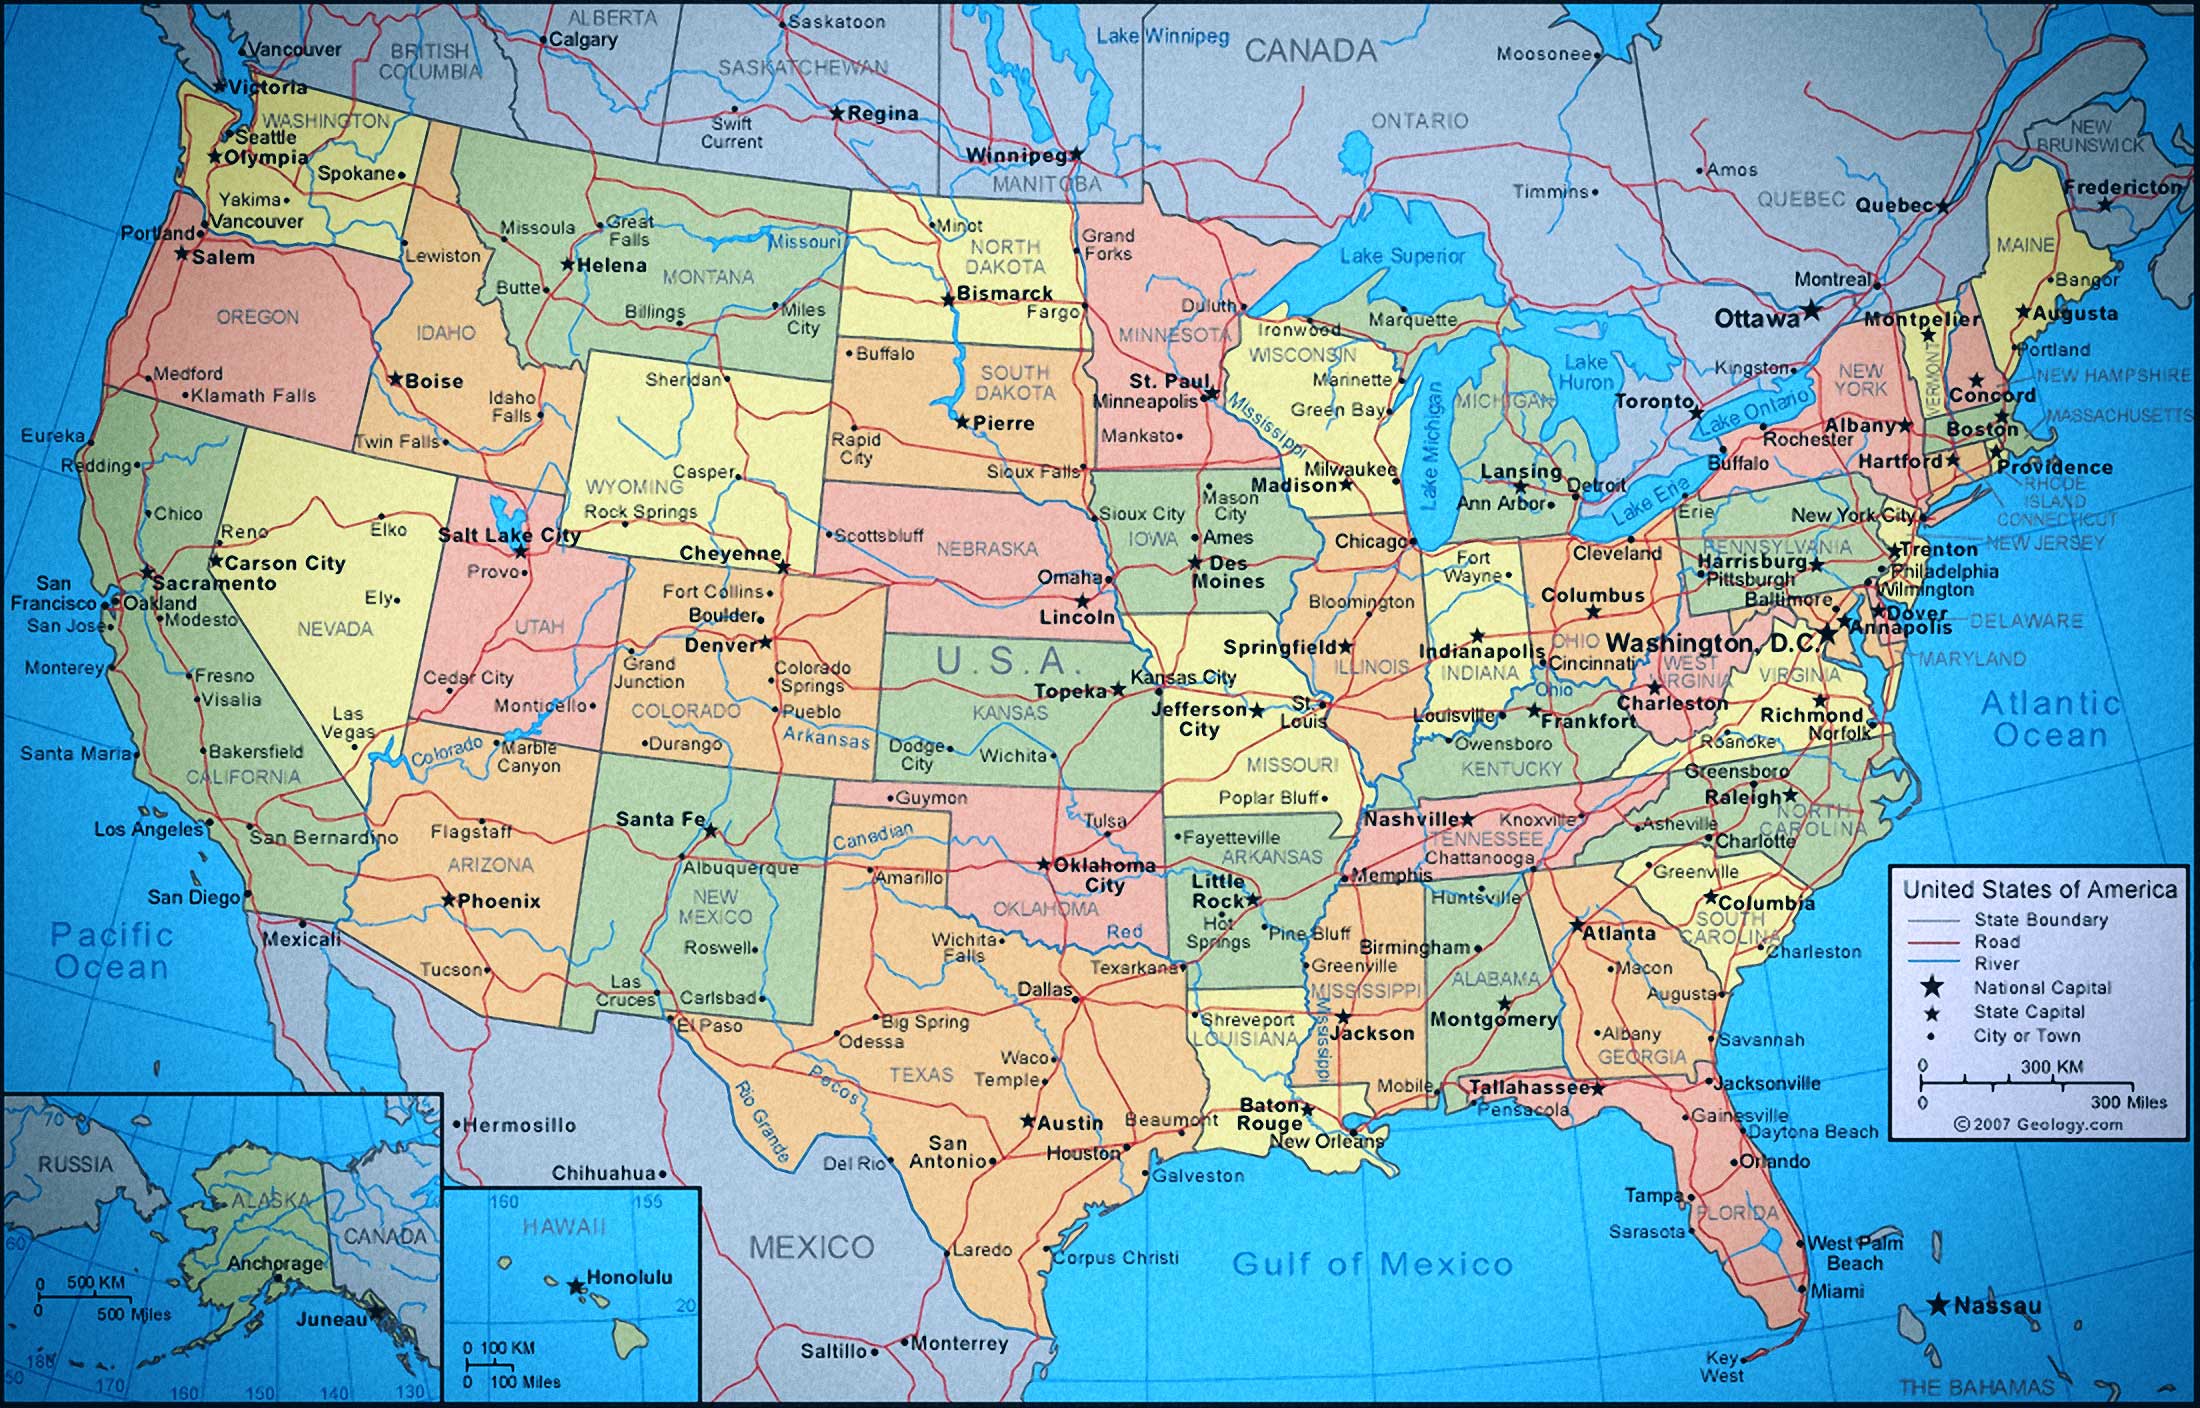 ALBERTA
Saskatoon
Vancouver
BRITISH
COLUMBIA
Calgary
Lake Winnipeg
CANADA
Moosonee
SASKATCHEWAN
Victoria
Regina
Swift
Current
ONTARIO
WASHINGTON
Seattle
Olympia
Spokane
Winnipeg
MANITOBA
NEW
BRUNSWICK
Amos
Timmins
QUEBEC
Quebec
Fredericton
Yakima
Vancouver
Portland
Salem
Lewiston
Missoula
Great
Falls
Missouri
Helena
MONTANA
Butte
Billings
Miles
City
Minot
NORTH
DAKOTA
Grand
Forks
Bismarck
Fargo
Lake Superior
Duluth
MINNESOTA
Ironwood
Marquette
MAINE
Bangor
Augusta
Montreal
Ottawa
Montpelier
Portland
OREGON
IDAHO
Boise
Medford
Klamath Falls
Idaho
Falls
Twin Falls
Sheridan
Buffalo
SOUTH
DAKOTA
Pierre
Rapid
City
Sioux Falls
St. Paul
Minneapolis
Mankato
Mississippi
WISCONSIN
Marinette
Green Bay
Milwaukee
Madison
Lake Michigan
MICHIGAN
Lake
Huron
Lansing
Ann Arbor
Detroit
Kingston
Toronto
Lake Ontario
Rochester
Buffalo
Lake Erie
Erie
NEW
YORK
Albany
VERMONT
NEW HAMPSHIRE
Concord
MASSACHUSETTS
Boston
Hartford
Providence
RHODE
ISLAND
CONNECTICUT
NEW JERSEY
Eureka
Redding
Chico
Reno
Elko
Carson City
Sacramento
San
Francisco
Oakland
San Jose
Modesto
Monterey
Fresno
Visalia
Ely
NEVADA
Salt Lake City
Provo
UTAH
Cedar City
Monticello
Casper
WYOMING
Rock Springs
Cheyenne
Fort Collins
Boulder
Denver
Grand
Junction
Colorado
Springs
COLORADO
Pueblo
Durango
Arkansas
Scottsbluff
NEBRASKA
Omaha
Lincoln
Sioux City
Mason
City
IOWA
Ames
Des
Moines
U.S.A.
Topeka
KANSAS
Dodge
City
Wichita
Kansas City
Jefferson
City
St.
Louis
MISSOURI
Poplar Bluff
Chicago
Bloomington
Springfield
ILLINOIS
Fort
Wayne
Indianapolis
INDIANA
Cleveland
Columbus
OHIO
Cincinnati
Ohio
Louisville
Frankfort
Owensboro
KENTUCKY
PENNSYLVANIA
New York City
Harrisburg
Pittsburgh
Trenton
Philadelphia
Wilmington
Baltimore
Dover
Annapolis
DELAWARE
MARYLAND
Washington, D.C.
WEST
VIRGINIA
Charleston
VIRGINIA
Richmond
Norfolk
Roanoke
Atlantic
Ocean
Las
Vegas
Santa Maria
Bakersfield
CALIFORNIA
Los Angeles
San Bernardino
San Diego
Mexicali
Pacific
Ocean
Colorado
Marble
Canyon
Flagstaff
ARIZONA
Phoenix
Tucson
Santa Fe
Albuquerque
NEW
MEXICO
Roswell
Las
Cruces
Carlsbad
El Paso
Guymon
Canadian
Amarillo
Tulsa
Oklahoma
City
OKLAHOMA
Red
Wichita
Falls
Texarkana
Dallas
Big Spring
Odessa
Waco
Temple
TEXAS
Pecos
Rio Grande
Austin
Del Rio
San
Antonio
Houston
Beaumont
Galveston
Laredo
Corpus Christi
Fayetteville
ARKANSAS
Little
Rock
Hot
Springs
Pine Bluff
Shreveport
LOUISIANA
Baton
Rouge
New Orleans
Greenville
MISSISSIPPI
Mississippi
Jackson
Nashville
TENNESSEE
Knoxville
Chattanooga
Memphis
Huntsville
Birmingham
ALABAMA
Montgomery
Mobile
Greensboro
Raleigh
NORTH
CAROLINA
Asheville
Charlotte
Greenville
Columbia
SOUTH
CAROLINA
Charleston
Atlanta
Macon
Augusta
Albany
GEORGIA
Savannah
Tallahassee
Pensacola
Jacksonville
Gainesville
Daytona Beach
Orlando
Tampa
FLORIDA
Sarasota
West Palm
Beach
Miami
Key
West
Nassau
THE BAHAMAS
Gulf of Mexico
MEXICO
Hermosillo
Chihuahua
Saltillo
Monterrey
United States of America
State Boundary
Road
River
National Capital
State Capital
City or Town
0 300 KM
0 300 Miles
©2007 Geology.com
70
RUSSIA
ALASKA
CANADA
60
Anchorage
Juneau
0 500 KM
0 500 Miles
180
50
170
160
150
140
130
160
155
HAWAII
Honolulu
20
0 100 KM
0 100 Miles